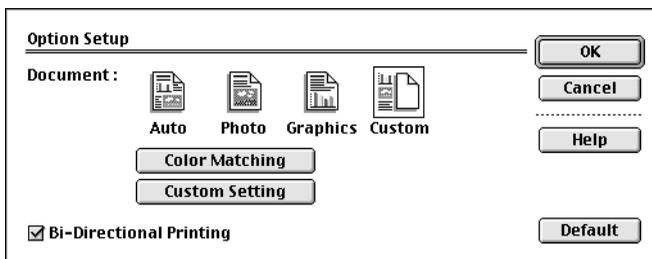 Option Setup
OK
Document :
Cancel
Auto Photo Graphics Custom
Help
Color Matching
Custom Setting
Bi-Directional Printing
Default